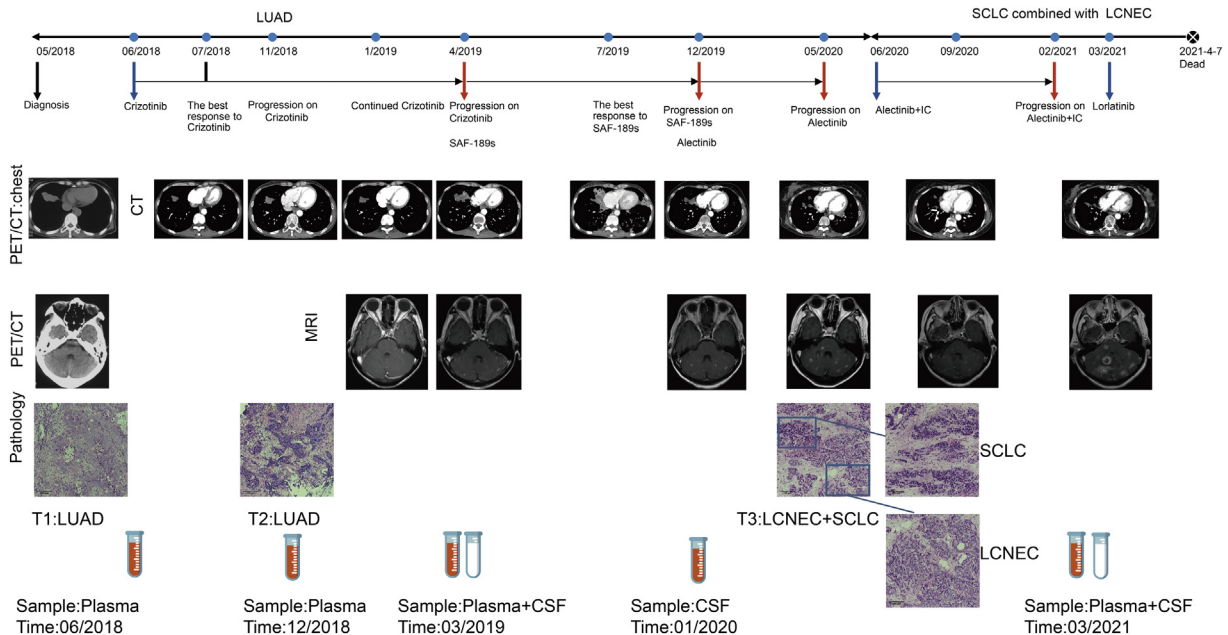 LUAD
SCLC combined with LCNEC
05/2018
06/2018
07/2018
11/2018
1/2019
4/2019
7/2019
12/2019
05/2020
06/2020
09/2020
02/2021
03/2021
2021-4-7
Dead
Diagnosis
Crizotinib
The best
response to
Crizotinib
Progression on
Crizotinib
Continued Crizotinib
Progression on
Crizotinib
SAF-189s
The best
response to
SAF-189s
Progression on
SAF-189s
Alectinib
Progression on
Alectinib
Alectinib+IC
Progression on
Alectinib+IC
Lorlatinib
PET/CT:chest
CT
PET/CT
MRI
Pathology
SCLC
LCNEC
T1:LUAD
T2:LUAD
T3:LCNEC+SCLC
Sample:Plasma
Time:06/2018
Sample:Plasma
Time:12/2018
Sample:Plasma+CSF
Time:03/2019
Sample:CSF
Time:01/2020
Sample:Plasma+CSF
Time:03/2021